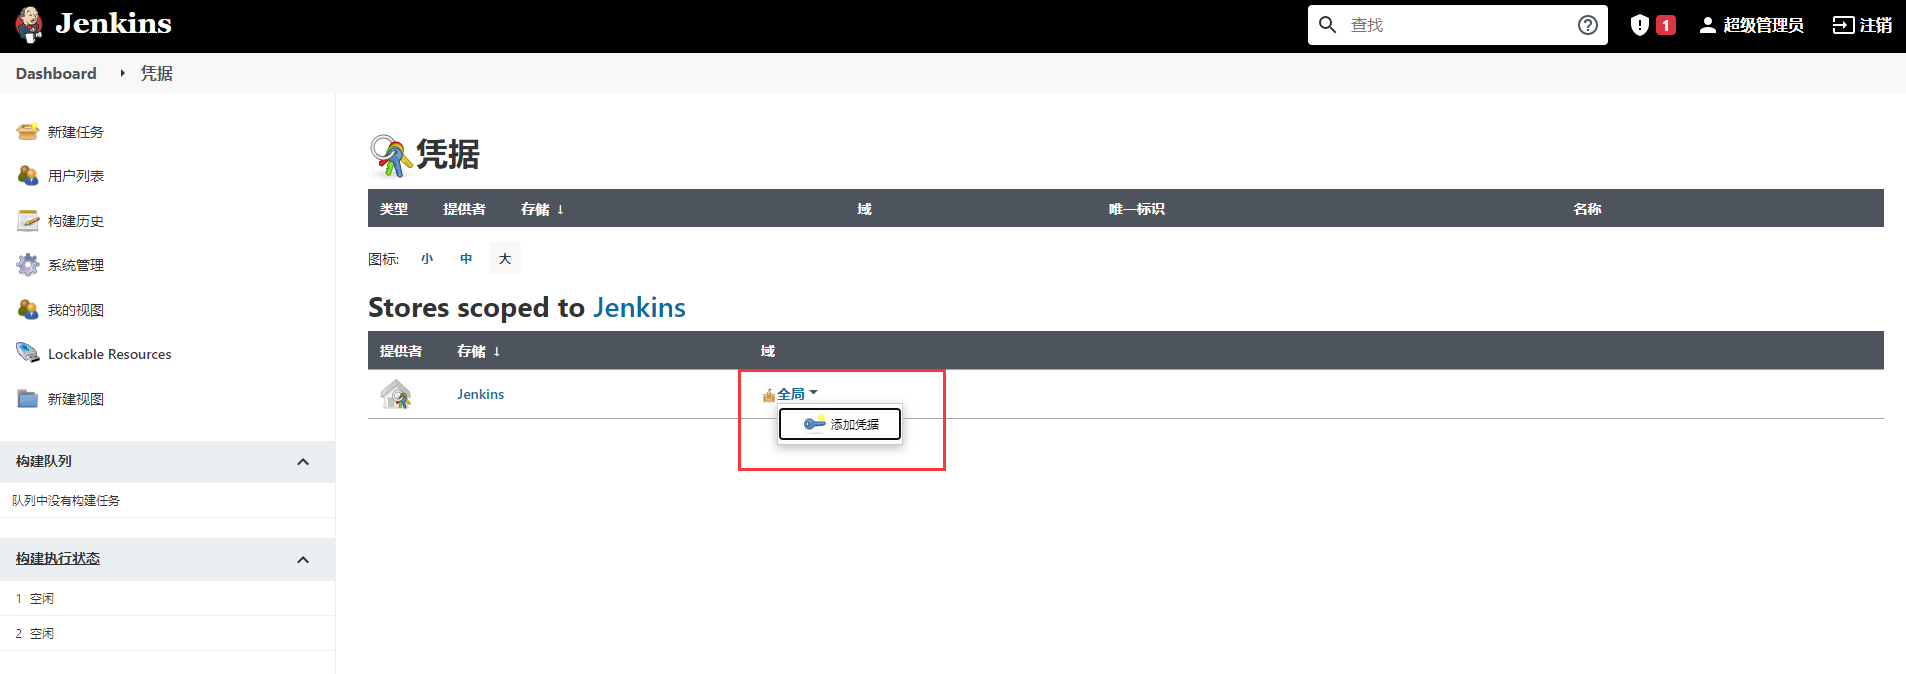 Jenkins
查找
1
超级管理员
注销
Dashboard
凭据
新建任务
用户列表
构建历史
系统管理
我的视图
Lockable Resources
新建视图
构建队列
队列中没有构建任务
构建执行状态
1 空闲
2 空闲
凭据
类型 提供者 存储 ↓ 域 唯一标识 名称
图标: 小 中 大
Stores scoped to Jenkins
提供者 存储 ↓ 域
Jenkins 全局
添加凭据